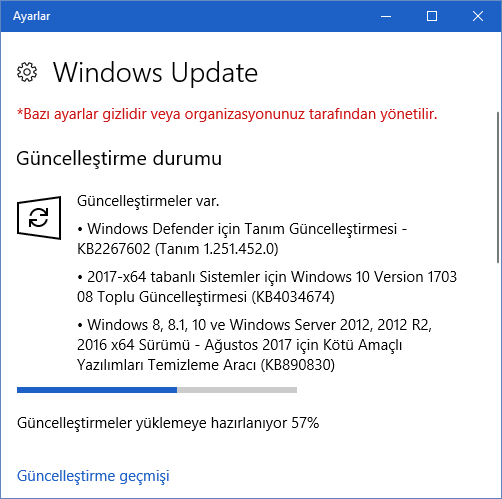 Ayarlar
Windows Update
*Bazı ayarlar gizlidir veya organizasyonunuz tarafından yönetilir.
Güncelleştirme durumu
Güncelleştirmeler var.
• Windows Defender için Tanım Güncelleştirmesi -
KB2267602 (Tanım 1.251.452.0)
• 2017-x64 tabanlı Sistemler için Windows 10 Version 1703
08 Toplu Güncelleştirmesi (KB4034674)
• Windows 8, 8.1, 10 ve Windows Server 2012, 2012 R2,
2016 x64 Sürümü - Ağustos 2017 için Kötü Amaçlı
Yazılımları Temizleme Aracı (KB890830)
Güncelleştirmeler yüklemeye hazırlanıyor 57%
Güncelleştirme geçmişi